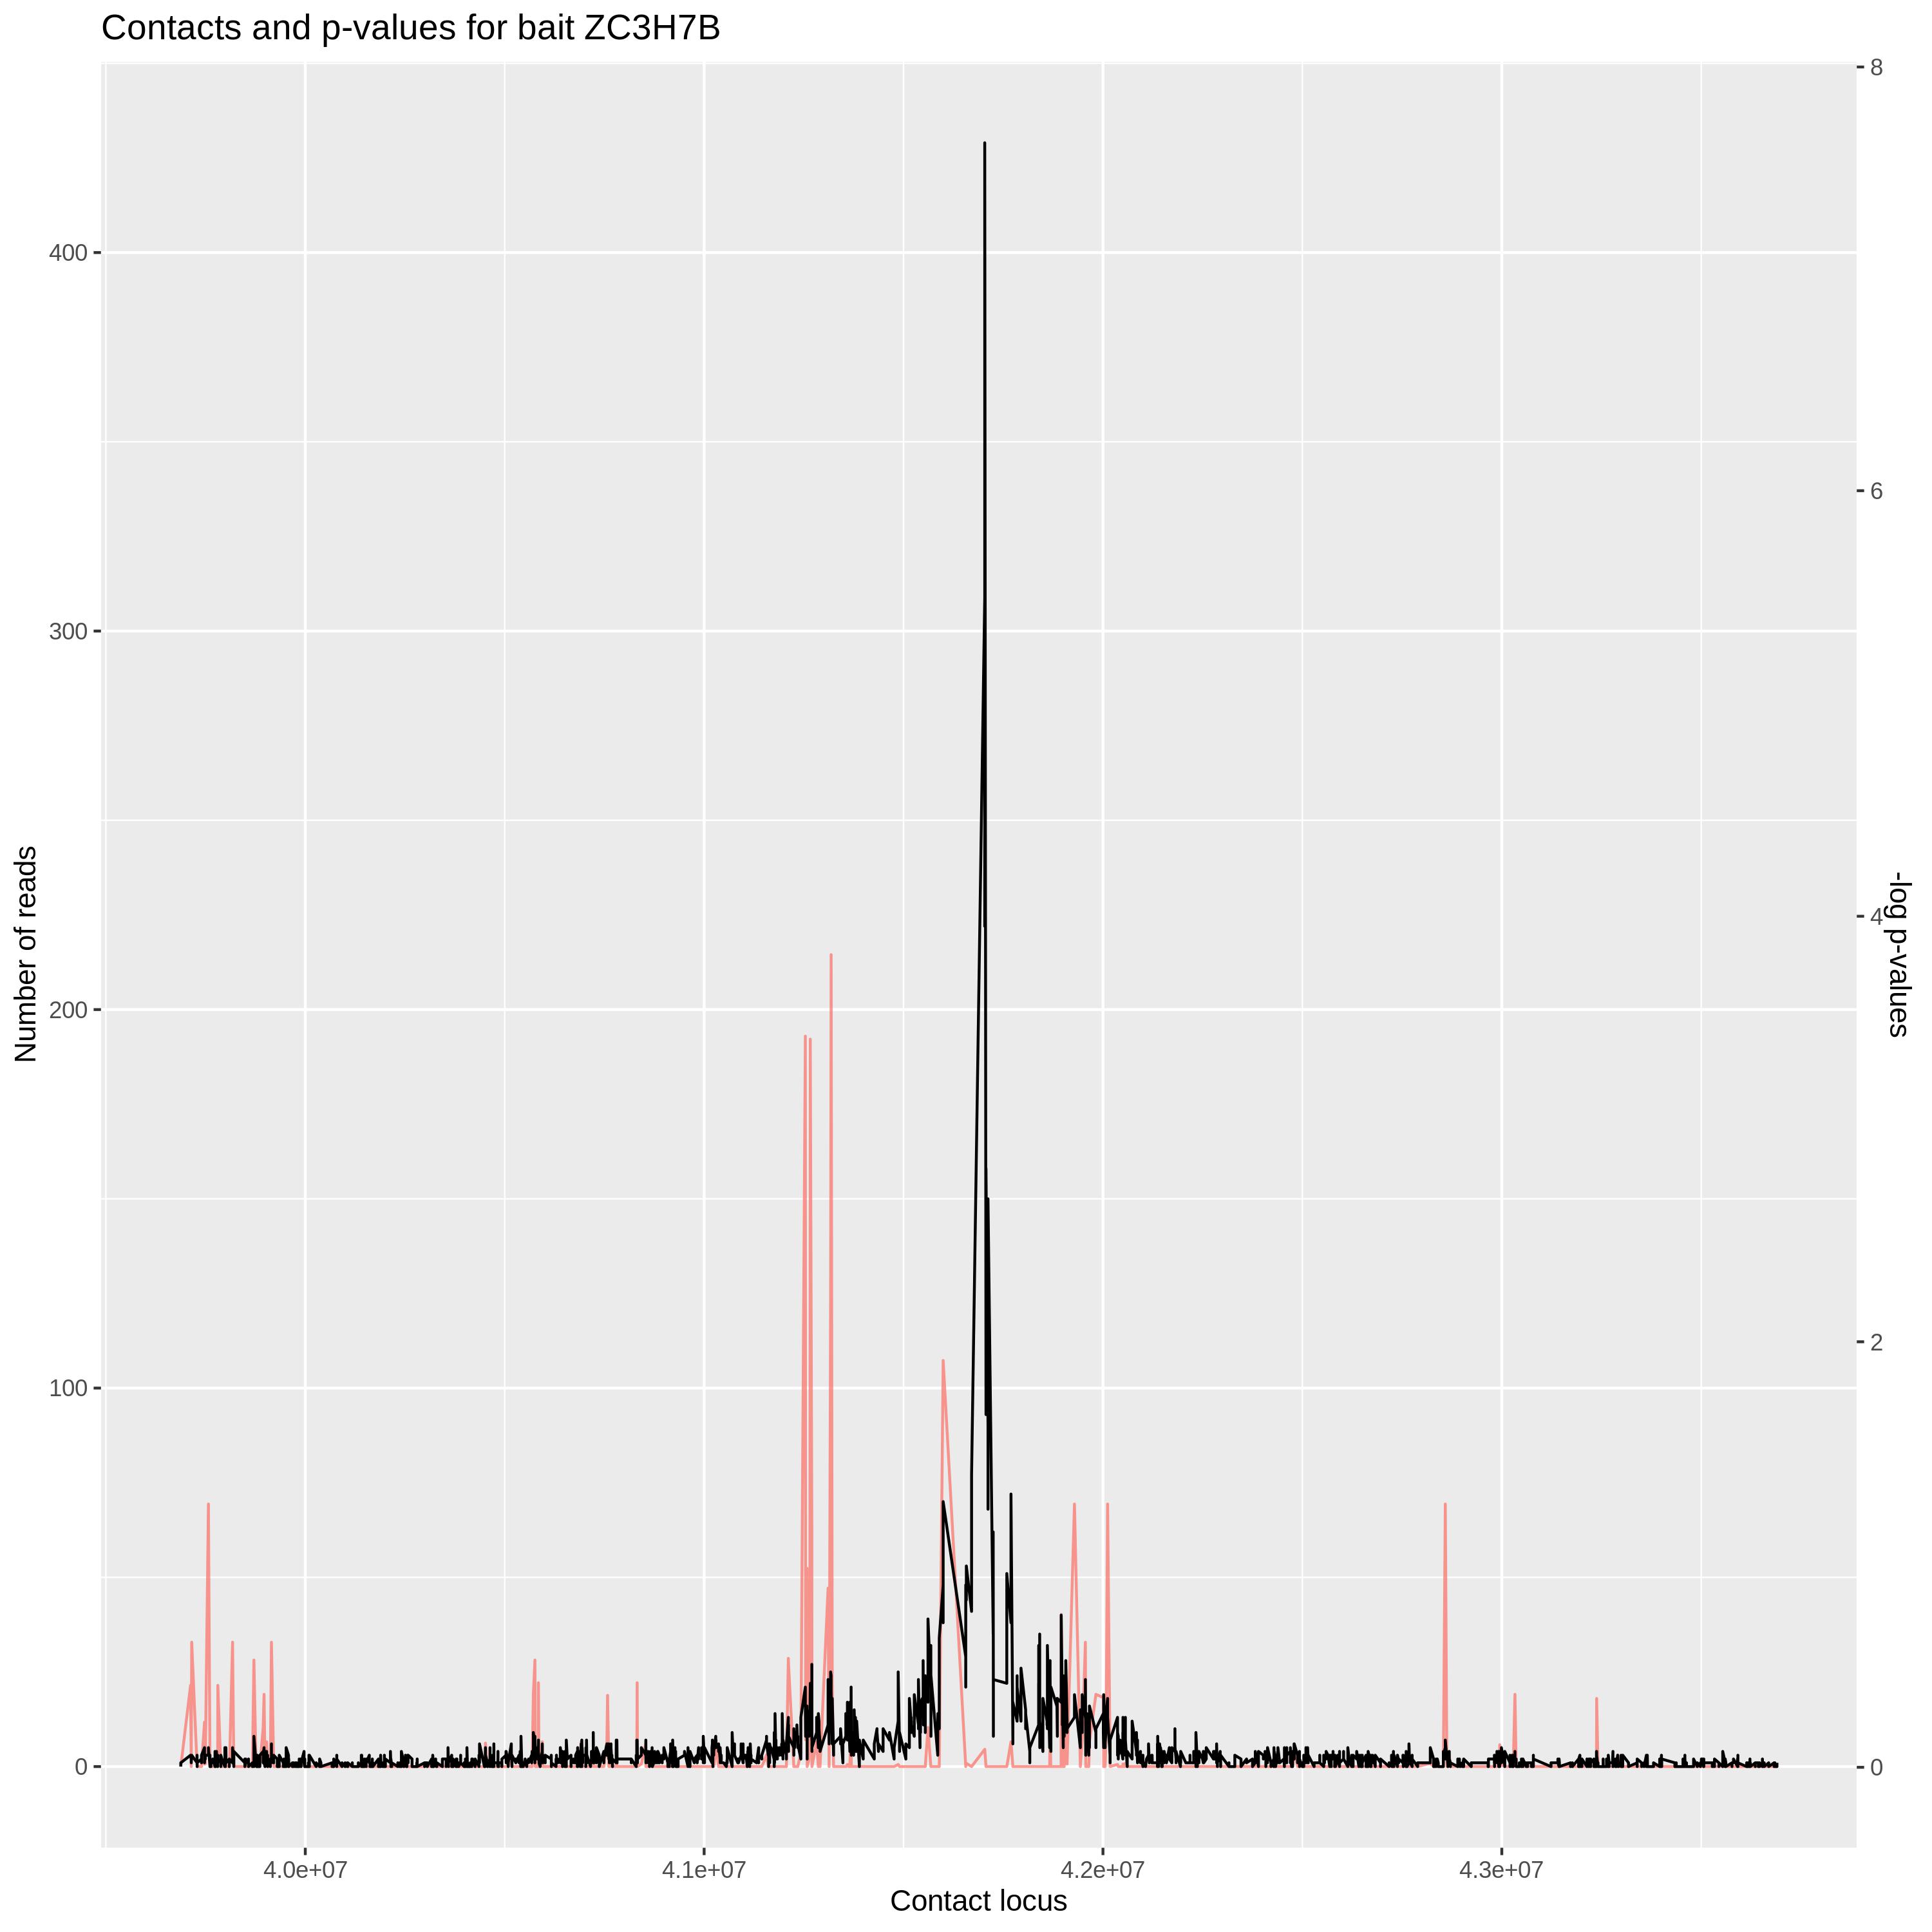 Contacts and p-values for bait ZC3H7B
Number of reads
400
300
200
100
0
8
6
4
2
0
-log p-values
4.0e+07
4.1e+07
4.2e+07
4.3e+07
Contact locus